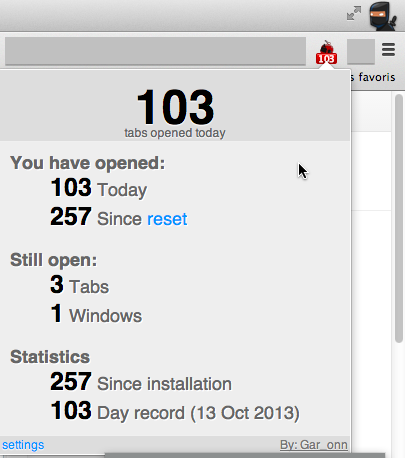 103
s favoris
103
tabs opened today
You have opened:
103 Today
257 Since reset
Still open:
3 Tabs
1 Windows
Statistics
257 Since installation
103 Day record (13 Oct 2013)
settings By: Gar_onn